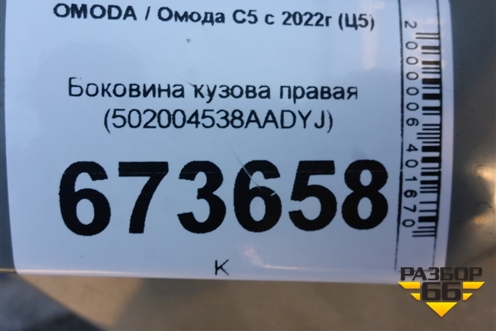 OMODA / Омода C5 с 2022г (Ц5)
Боковина кузова правая
(502004538AADYJ)
673658
К
2000006401670
РАЗБОР
66